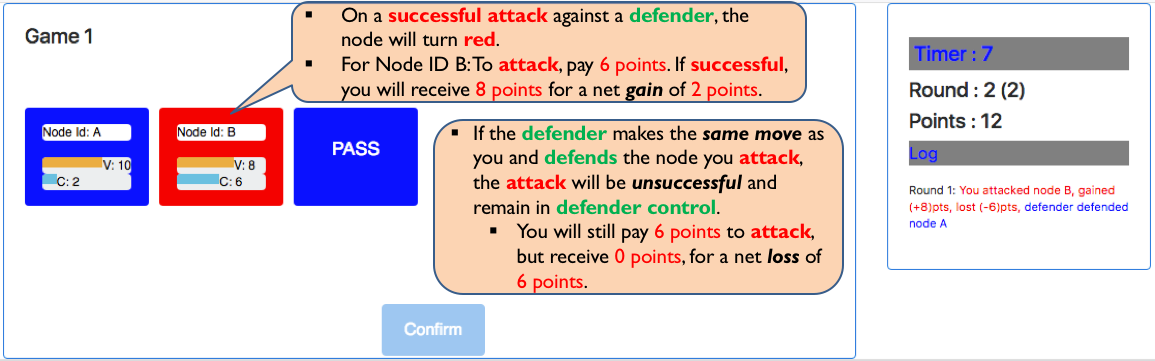 Game 1
▪ On a successful attack against a defender, the
node will turn red.
▪ For Node ID B: To attack, pay 6 points. If successful,
you will receive 8 points for a net gain of 2 points.
Node Id: A
V: 10
C: 2
Node Id: B
V: 8
C: 6
PASS
▪ If the defender makes the same move as
you and defends the node you attack,
the attack will be unsuccessful and
remain in defender control.
▪ You will still pay 6 points to attack,
but receive 0 points, for a net loss of
6 points.
Confirm
Timer : 7
Round : 2 (2)
Points : 12
Log
Round 1: You attacked node B, gained
(+8)pts, lost (-6)pts, defender defended
node A